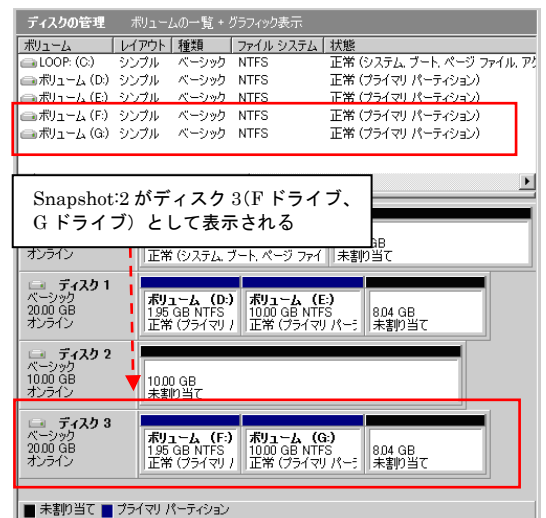 ディスクの管理 ボリュームの一覧 + グラフィック表示
ボリューム レイアウト 種類 ファイル システム 状態
LOOP: (C:) シンプル ベーシック NTFS 正常 (システム, ブート, ページ ファイル, アク
ボリューム (D:) シンプル ベーシック NTFS 正常 (プライマリ パーティション)
ボリューム (E:) シンプル ベーシック NTFS 正常 (プライマリ パーティション)
ボリューム (F:) シンプル ベーシック NTFS 正常 (プライマリ パーティション)
ボリューム (G:) シンプル ベーシック NTFS 正常 (プライマリ パーティション)
Snapshot:2 がディスク 3(F ドライブ、
G ドライブ）として表示される
GB
オンライン 正常 (システム, ブート, ページ ファイ 未割り当て
ディスク 1
ベーシック ボリューム (D:) ボリューム (E:)
20.00 GB 1.95 GB NTFS 10.00 GB NTFS 8.04 GB
オンライン 正常 (プライマリ / 正常 (プライマリ パーテ 未割り当て
ディスク 2
ベーシック
10.00 GB 10.00 GB
オンライン 未割り当て
ディスク 3
ベーシック ボリューム (F:) ボリューム (G:)
20.00 GB 1.95 GB NTFS 10.00 GB NTFS 8.04 GB
オンライン 正常 (プライマリ / 正常 (プライマリ パーテ 未割り当て
未割り当て プライマリ パーティション